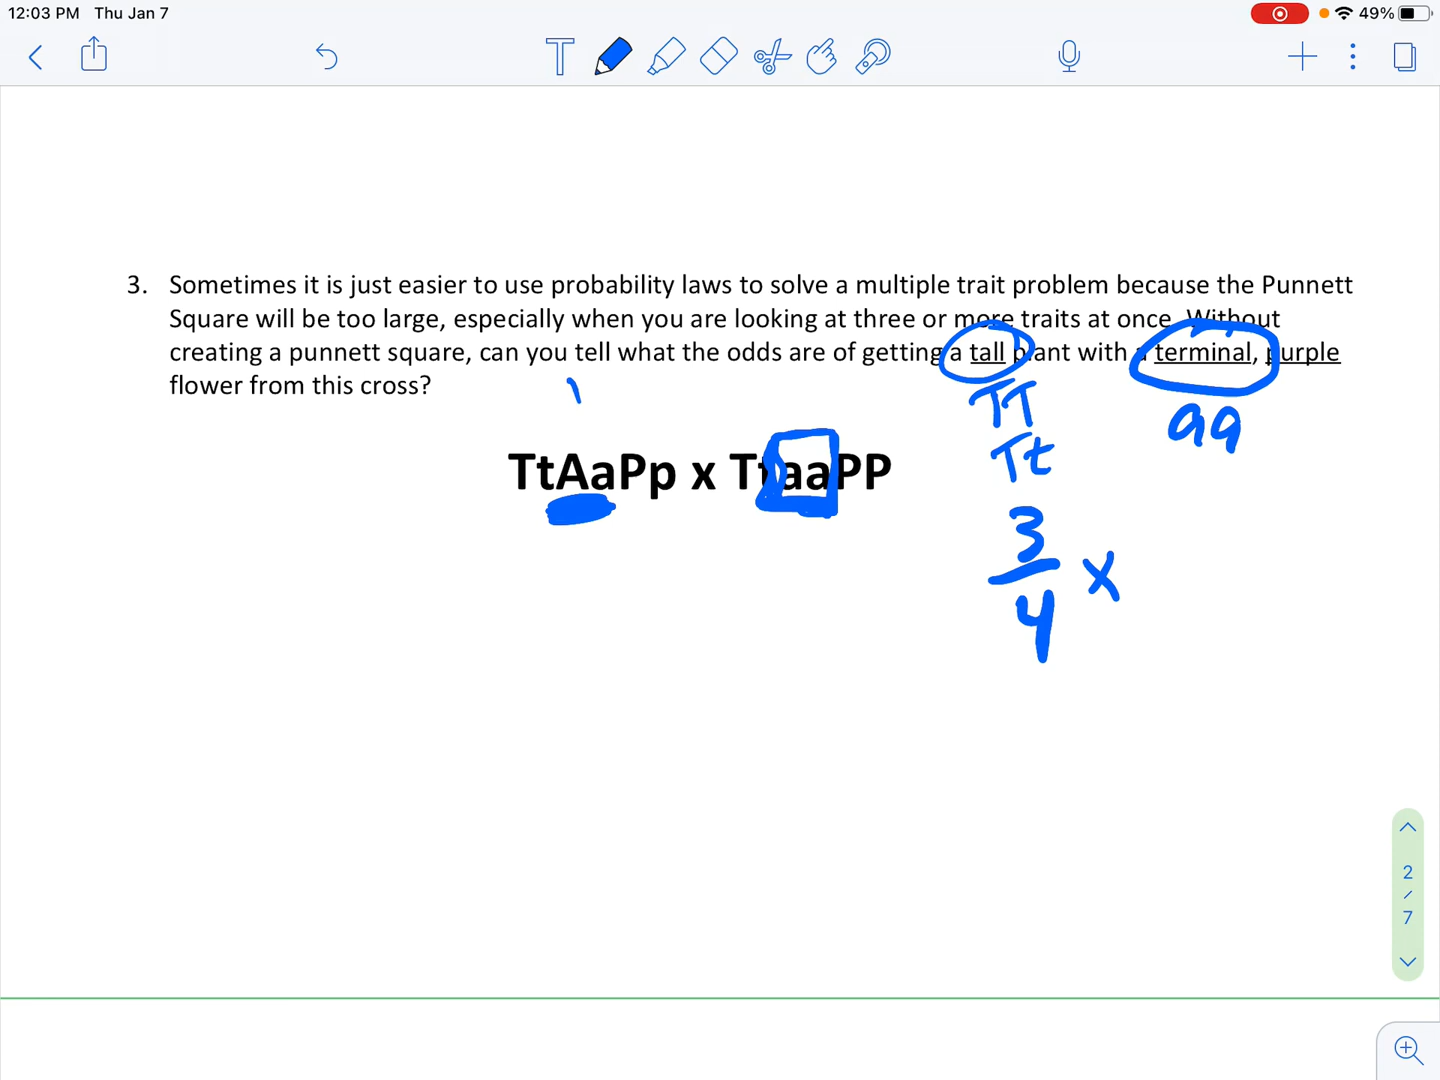 12:03 PM Thu Jan 7
49%
3. Sometimes it is just easier to use probability laws to solve a multiple trait problem because the Punnett
Square will be too large, especially when you are looking at three or more traits at once. Without
creating a punnett square, can you tell what the odds are of getting a tall plant with a terminal, purple
flower from this cross?
TT
aa
Tt
TtAaPp x TtaaPP
3
4
x
2
/
7